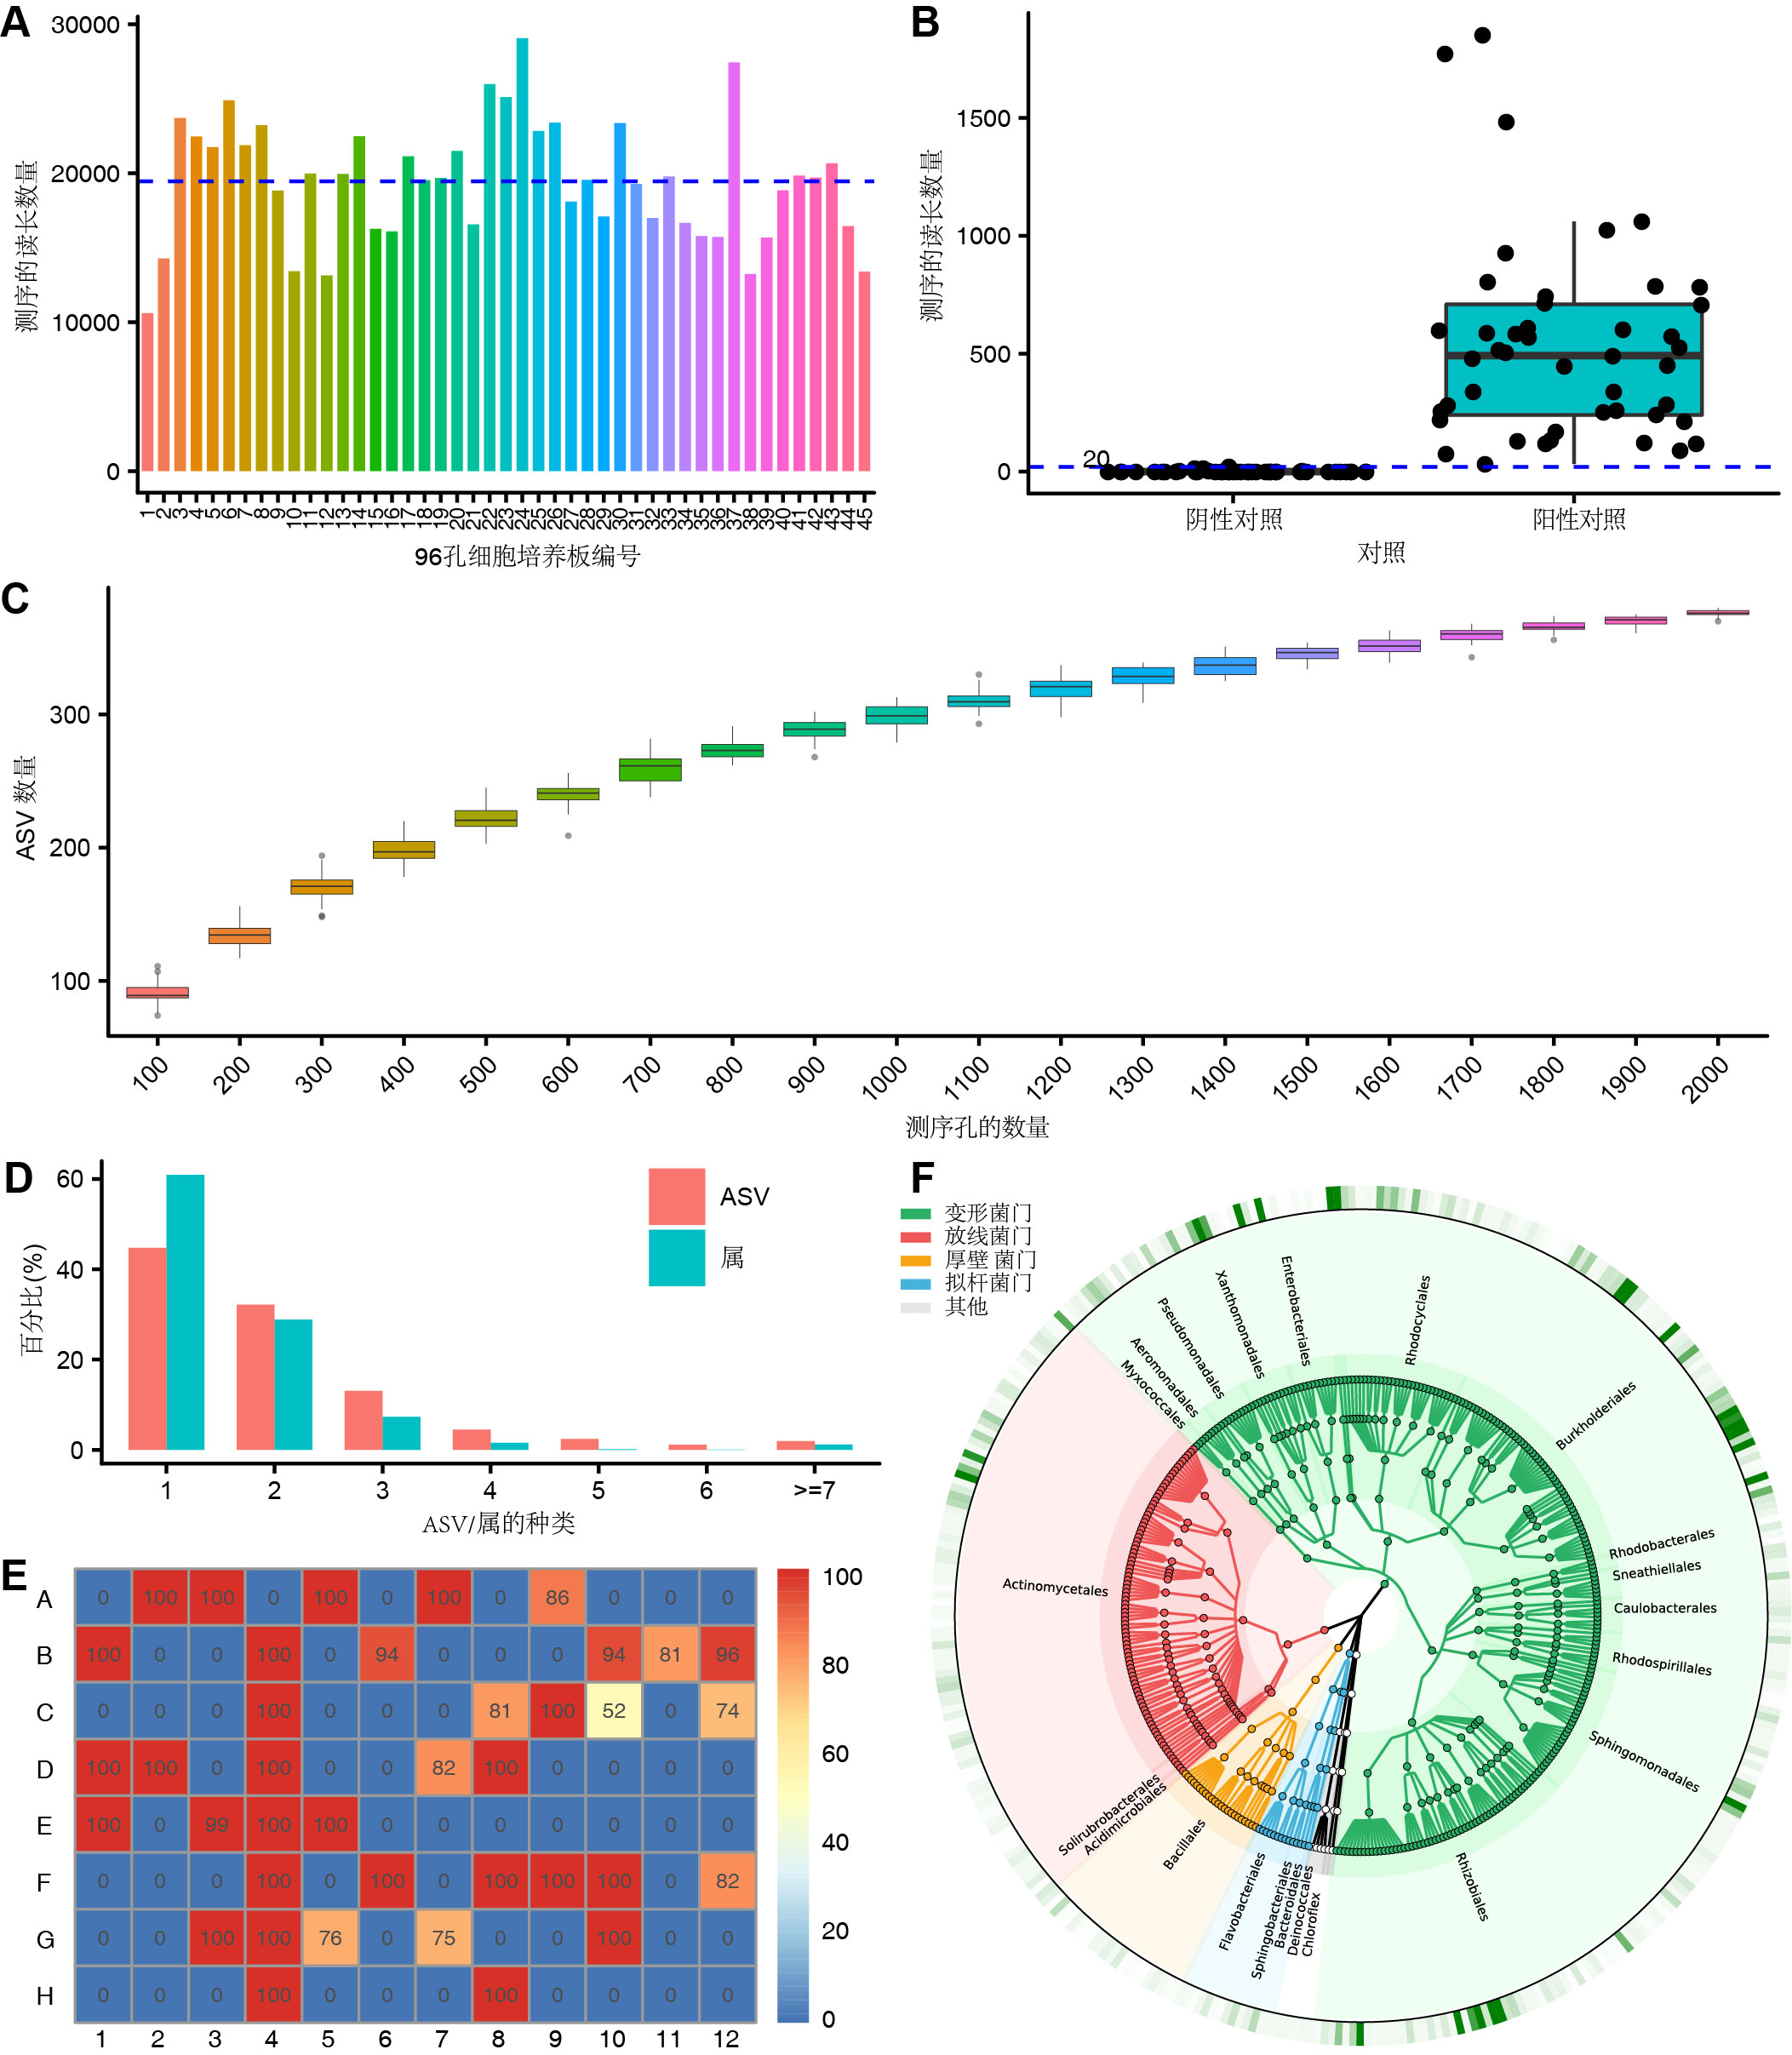 A
30000
20000
10000
0
测序的读长数量
1 2 3 4 5 6 7 8 9 10 11 12 13 14 15 16 17 18 19 20 21 22 23 24 25 26 27 28 29 30 31 32 33 34 35 36 37 38 39 40 41 42 43 44 45
96孔细胞培养板编号
B
1500
1000
500
0
测序的读长数量
20
阴性对照 阳性对照
对照
C
300
200
100
ASV 数量
100 200 300 400 500 600 700 800 900 1000 1100 1200 1300 1400 1500 1600 1700 1800 1900 2000
测序孔的数量
D
60
40
20
0
百分比(%)
ASV
属
1 2 3 4 5 6 >=7
ASV/属的种类
E
A 0 100 100 0 100 0 100 0 86 0 0 0
B 100 0 0 100 0 94 0 0 0 94 81 96
C 0 0 0 100 0 0 0 81 100 52 0 74
D 100 100 0 100 0 0 82 100 0 0 0 0
E 100 0 99 100 100 0 0 0 0 0 0 0
F 0 0 0 100 0 100 0 100 100 100 0 82
G 0 0 100 100 76 0 75 0 0 100 0 0
H 0 0 0 100 0 0 0 100 0 0 0 0
1 2 3 4 5 6 7 8 9 10 11 12
100
80
60
40
20
0
F
变形菌门
放线菌门
厚壁 菌门
拟杆菌门
其他
Myxococcales
Aeromonadales
Pseudomonadales
Xanthomonadales
Enterobacteriales
Rhodocyclales
Burkholderiales
Rhodobacterales
Sneathiellales
Caulobacterales
Rhodospirillales
Sphingomonadales
Rhizobiales
Chloroflex
Deinococcales
Bacteroidales
Sphingobacteriales
Flavobacteriales
Bacillales
Acidimicrobiales
Solirubrobacterales
Actinomycetales